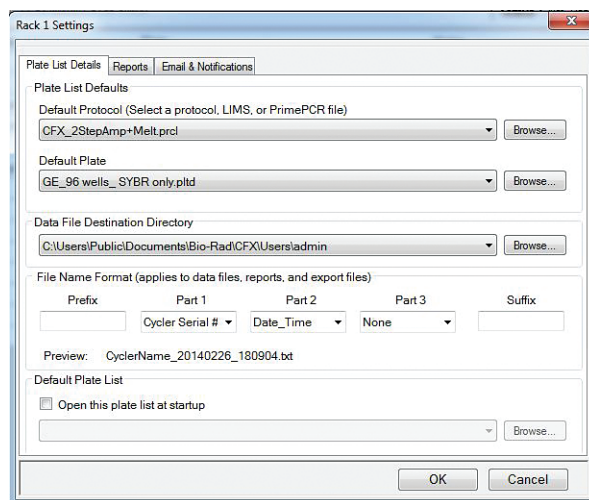 Rack 1 Settings
Plate List Details Reports Email & Notifications
Plate List Defaults
Default Protocol (Select a protocol, LIMS, or PrimePCR file)
CFX_2StepAmp+Melt.prcl Browse...
Default Plate
GE_96 wells_ SYBR only.pltd Browse...
Data File Destination Directory
C:\Users\Public\Documents\Bio-Rad\CFX\Users\admin Browse...
File Name Format (applies to data files, reports, and export files)
Prefix Part 1 Part 2 Part 3 Suffix
Cycler Serial # Date_Time None
Preview: CyclerName_20140226_180904.txt
Default Plate List
Open this plate list at startup
Browse...
OK Cancel